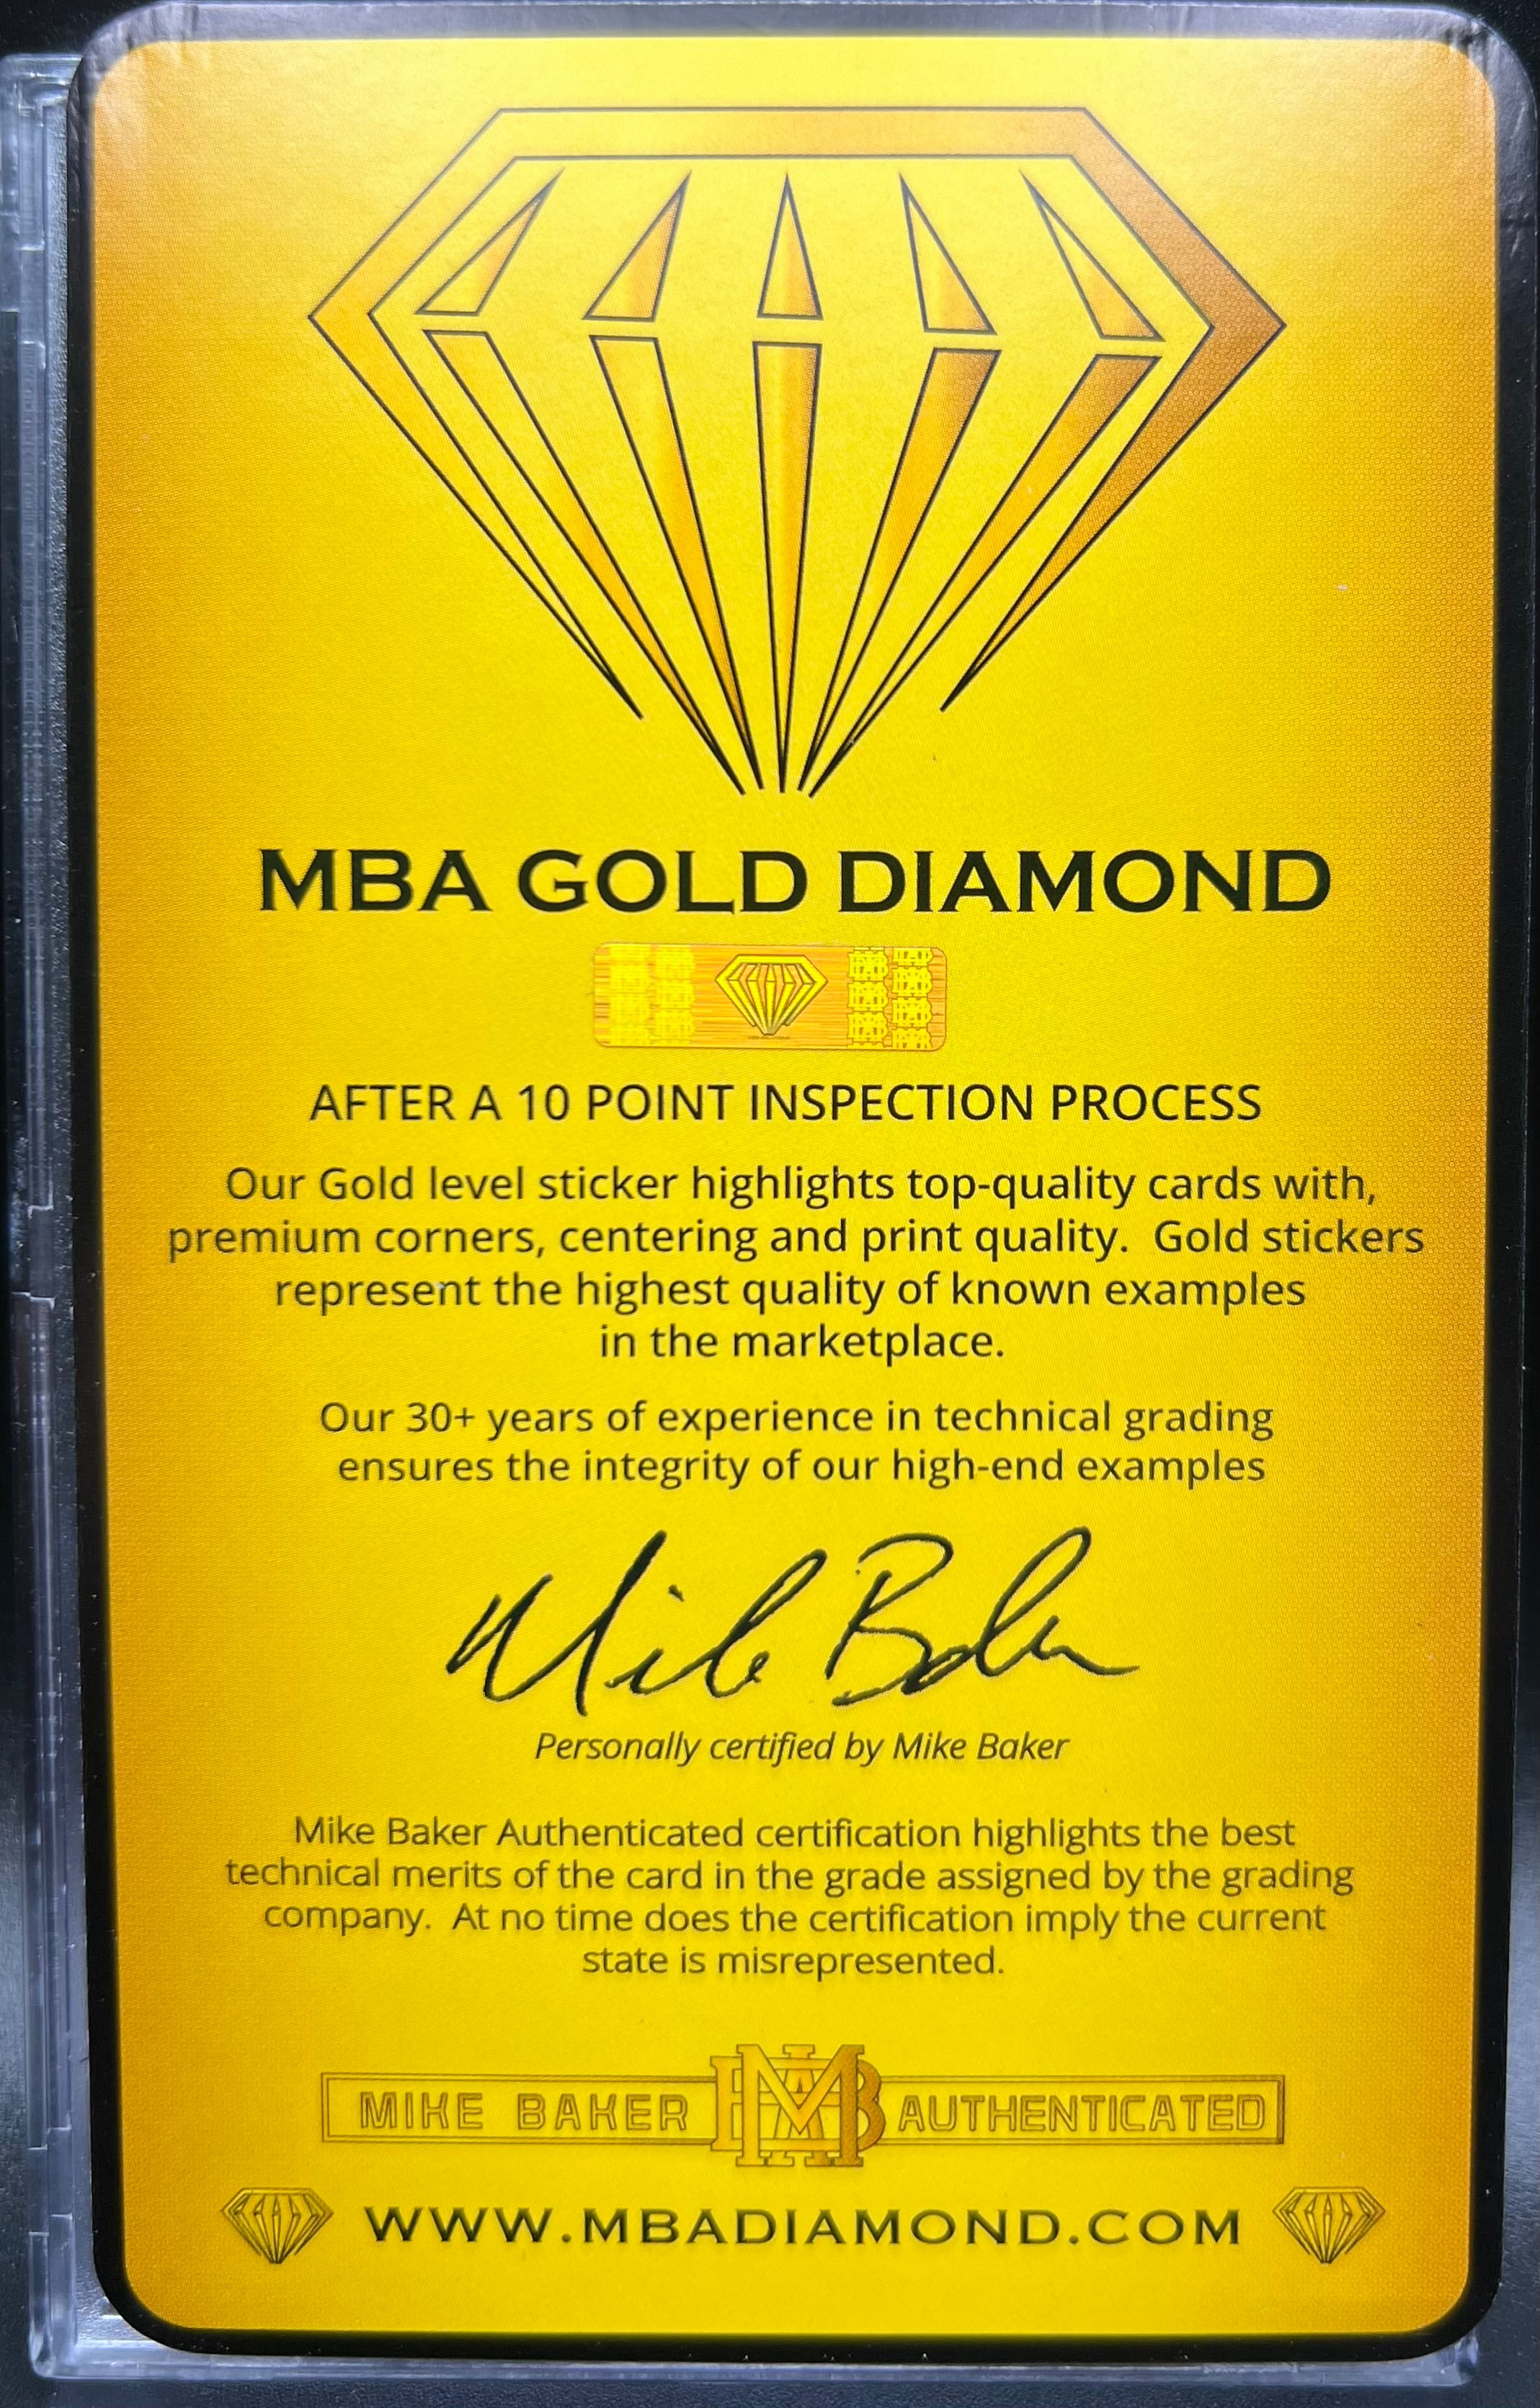 MBA GOLD DIAMOND
AFTER A 10 POINT INSPECTION PROCESS
Our Gold level sticker highlights top-quality cards with,
premium corners, centering and print quality.  Gold stickers
represent the highest quality of known examples
in the marketplace.
Our 30+ years of experience in technical grading
ensures the integrity of our high-end examples
Mike Baker
Personally certified by Mike Baker
Mike Baker Authenticated certification highlights the best
technical merits of the card in the grade assigned by the grading
company.  At no time does the certification imply the current
state is misrepresented.
MIKE BAKER MBA AUTHENTICATED
WWW.MBADIAMOND.COM